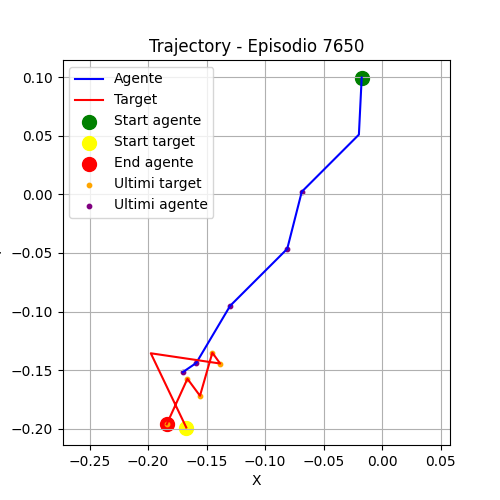 Trajectory - Episodio 7650
Agente
Target
Start agente
Start target
End agente
Ultimi target
Ultimi agente
0.10
0.05
0.00
−0.05
−0.10
−0.15
−0.20
−0.25
−0.20
−0.15
−0.10
−0.05
0.00
0.05
X